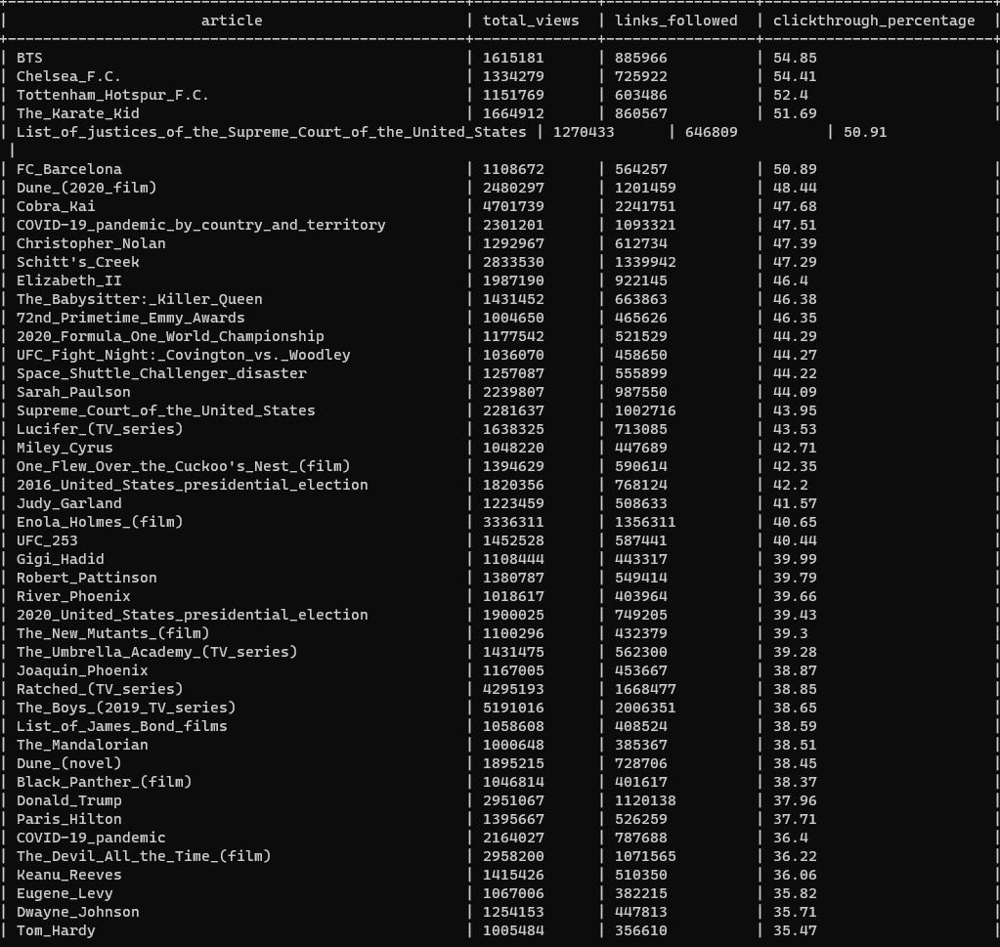 | article | total_views | links_followed | clickthrough_percentage |
| BTS | 1615181 | 885966 | 54.85 |
| Chelsea_F.C. | 1334279 | 725922 | 54.41 |
| Tottenham_Hotspur_F.C. | 1151769 | 603486 | 52.4 |
| The_Karate_Kid | 1664912 | 860567 | 51.69 |
| List_of_justices_of_the_Supreme_Court_of_the_United_States | 1270433 | 646809 | 50.91
|
| FC_Barcelona | 1108672 | 564257 | 50.89 |
| Dune_(2020_film) | 2480297 | 1201459 | 48.44 |
| Cobra_Kai | 4701739 | 2241751 | 47.68 |
| COVID-19_pandemic_by_country_and_territory | 2301201 | 1093321 | 47.51 |
| Christopher_Nolan | 1292967 | 612734 | 47.39 |
| Schitt's_Creek | 2833530 | 1339942 | 47.29 |
| Elizabeth_II | 1987190 | 922145 | 46.4 |
| The_Babysitter:_Killer_Queen | 1431452 | 663863 | 46.38 |
| 72nd_Primetime_Emmy_Awards | 1004650 | 465626 | 46.35 |
| 2020_Formula_One_World_Championship | 1177542 | 521529 | 44.29 |
| UFC_Fight_Night:_Covington_vs._Woodley | 1036070 | 458650 | 44.27 |
| Space_Shuttle_Challenger_disaster | 1257087 | 555899 | 44.22 |
| Sarah_Paulson | 2239807 | 987550 | 44.09 |
| Supreme_Court_of_the_United_States | 2281637 | 1002716 | 43.95 |
| Lucifer_(TV_series) | 1638325 | 713085 | 43.53 |
| Miley_Cyrus | 1048220 | 447689 | 42.71 |
| One_Flew_Over_the_Cuckoo's_Nest_(film) | 1394629 | 590614 | 42.35 |
| 2016_United_States_presidential_election | 1820356 | 768124 | 42.2 |
| Judy_Garland | 1223459 | 508633 | 41.57 |
| Enola_Holmes_(film) | 3336311 | 1356311 | 40.65 |
| UFC_253 | 1452528 | 587441 | 40.44 |
| Gigi_Hadid | 1108444 | 443317 | 39.99 |
| Robert_Pattinson | 1380787 | 549414 | 39.79 |
| River_Phoenix | 1018617 | 403964 | 39.66 |
| 2020_United_States_presidential_election | 1900025 | 749205 | 39.43 |
| The_New_Mutants_(film) | 1100296 | 432379 | 39.3 |
| The_Umbrella_Academy_(TV_series) | 1431475 | 562300 | 39.28 |
| Joaquin_Phoenix | 1167005 | 453667 | 38.87 |
| Ratched_(TV_series) | 4295193 | 1668477 | 38.85 |
| The_Boys_(2019_TV_series) | 5191016 | 2006351 | 38.65 |
| List_of_James_Bond_films | 1058608 | 408524 | 38.59 |
| The_Mandalorian | 1000648 | 385367 | 38.51 |
| Dune_(novel) | 1895215 | 728706 | 38.45 |
| Black_Panther_(film) | 1046814 | 401617 | 38.37 |
| Donald_Trump | 2951067 | 1120138 | 37.96 |
| Paris_Hilton | 1395667 | 526259 | 37.71 |
| COVID-19_pandemic | 2164027 | 787688 | 36.4 |
| The_Devil_All_the_Time_(film) | 2958200 | 1071565 | 36.22 |
| Keanu_Reeves | 1415426 | 510350 | 36.06 |
| Eugene_Levy | 1067006 | 382215 | 35.82 |
| Dwayne_Johnson | 1254153 | 447813 | 35.71 |
| Tom_Hardy | 1005484 | 356610 | 35.47 |